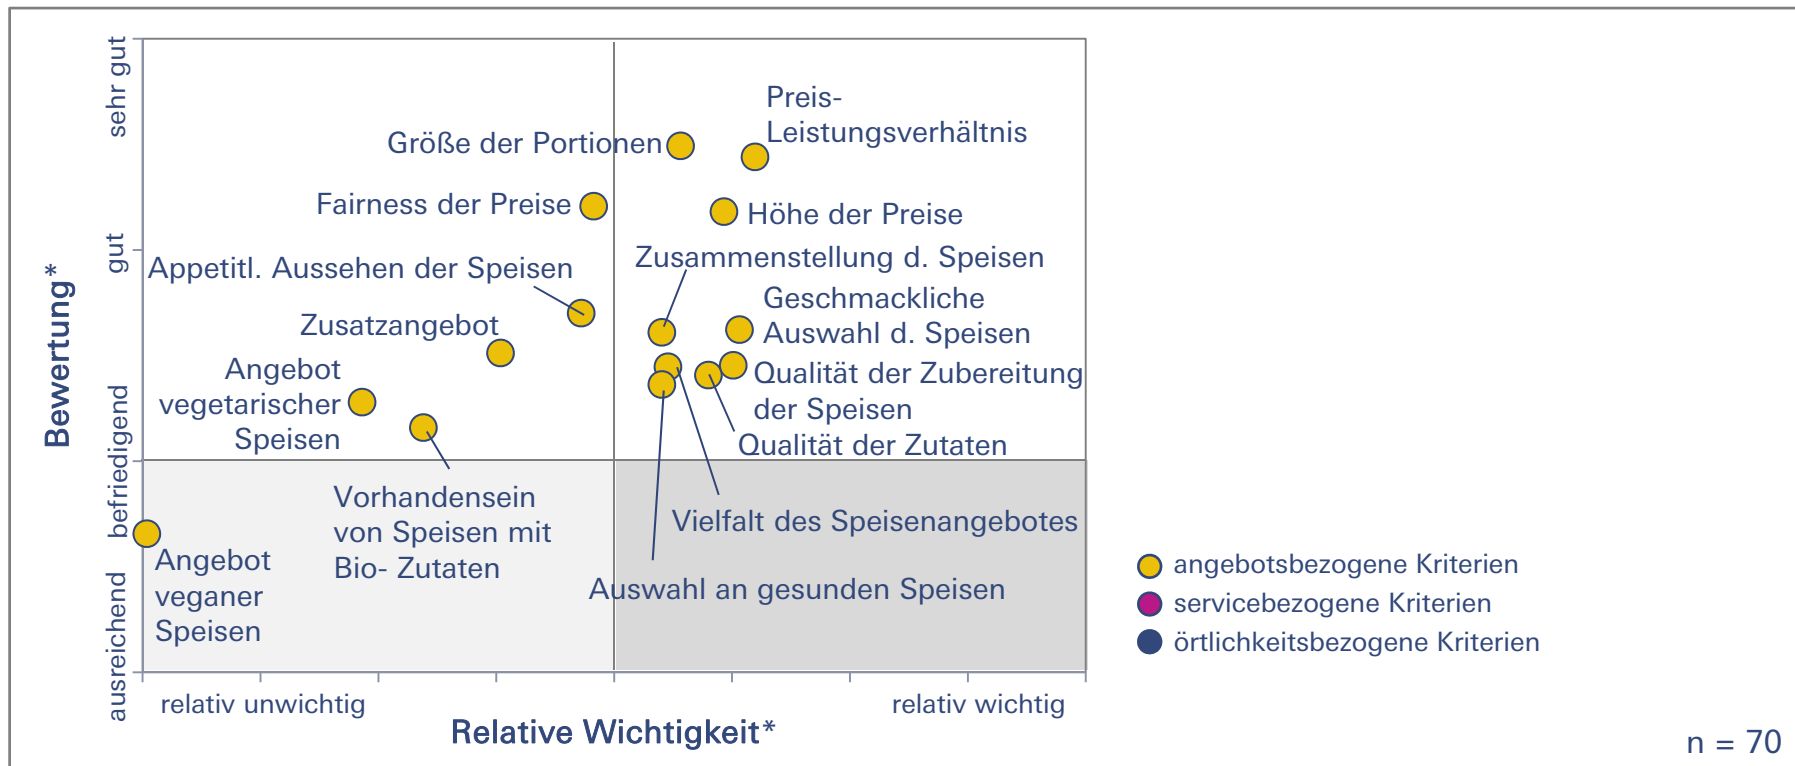 sehr gut
gut
befriedigend
ausreichend
Bewertung*
Preis-
Leistungsverhältnis
Größe der Portionen
Fairness der Preise
Höhe der Preise
Zusammenstellung d. Speisen
Appetitl. Aussehen der Speisen
Geschmackliche
Auswahl d. Speisen
Zusatzangebot
Angebot
vegetarischer
Speisen
Qualität der Zubereitung
der Speisen
Qualität der Zutaten
Vorhandensein
von Speisen mit
Bio- Zutaten
Vielfalt des Speisenangebotes
Angebot
veganer
Speisen
Auswahl an gesunden Speisen
angebotsbezogene Kriterien
servicebezogene Kriterien
örtlichkeitsbezogene Kriterien
relativ unwichtig
relativ wichtig
Relative Wichtigkeit*
n = 70